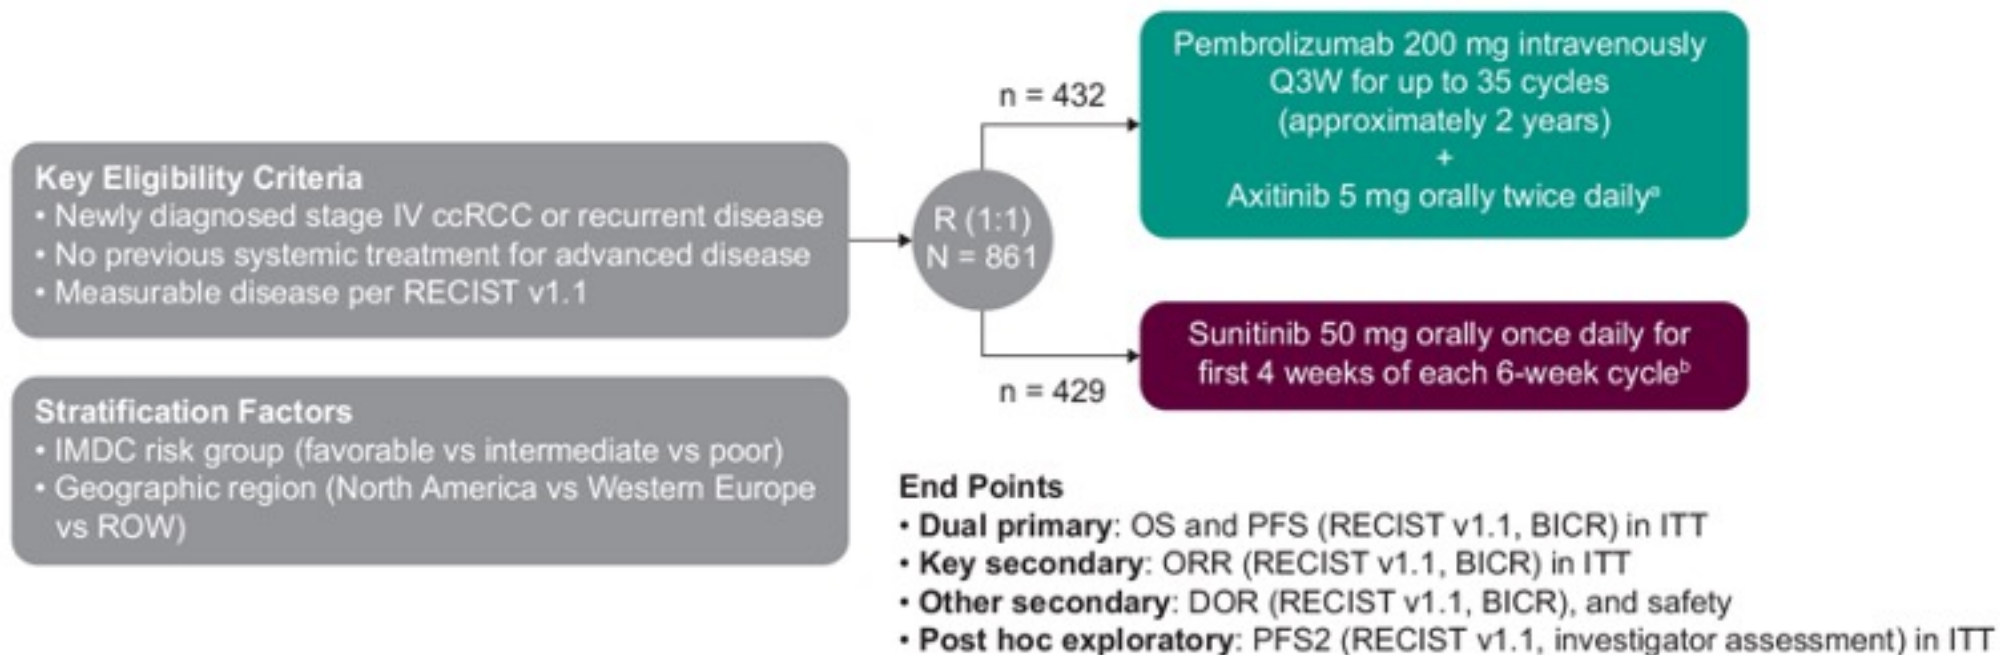 Key Eligibility Criteria
• Newly diagnosed stage IV ccRCC or recurrent disease
• No previous systemic treatment for advanced disease
• Measurable disease per RECIST v1.1
Stratification Factors
• IMDC risk group (favorable vs intermediate vs poor)
• Geographic region (North America vs Western Europe
vs ROW)
R (1:1)
N = 861
n = 432
Pembrolizumab 200 mg intravenously
Q3W for up to 35 cycles
(approximately 2 years)
+
Axitinib 5 mg orally twice dailyᵃ
n = 429
Sunitinib 50 mg orally once daily for
first 4 weeks of each 6-week cycleᵇ
End Points
• Dual primary: OS and PFS (RECIST v1.1, BICR) in ITT
• Key secondary: ORR (RECIST v1.1, BICR) in ITT
• Other secondary: DOR (RECIST v1.1, BICR), and safety
• Post hoc exploratory: PFS2 (RECIST v1.1, investigator assessment) in ITT